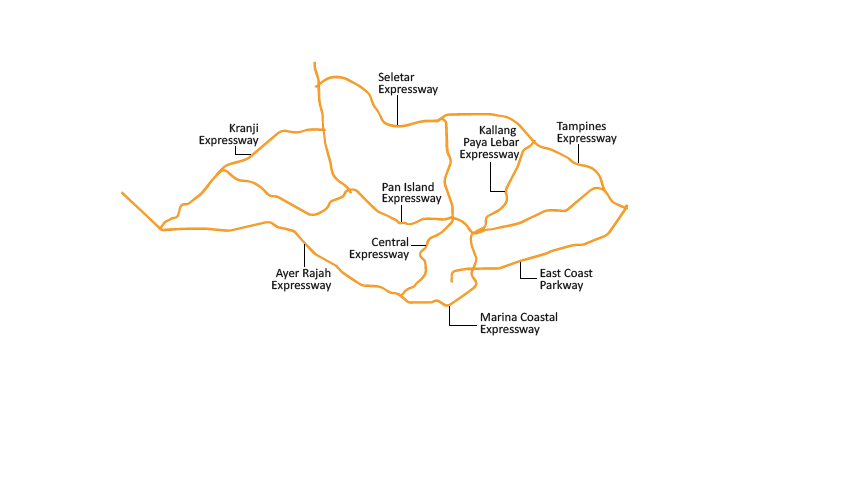 Seletar
Expressway
Kranji
Expressway
Kallang
Paya Lebar
Expressway
Tampines
Expressway
Pan Island
Expressway
Central
Expressway
Ayer Rajah
Expressway
East Coast
Parkway
Marina Coastal
Expressway